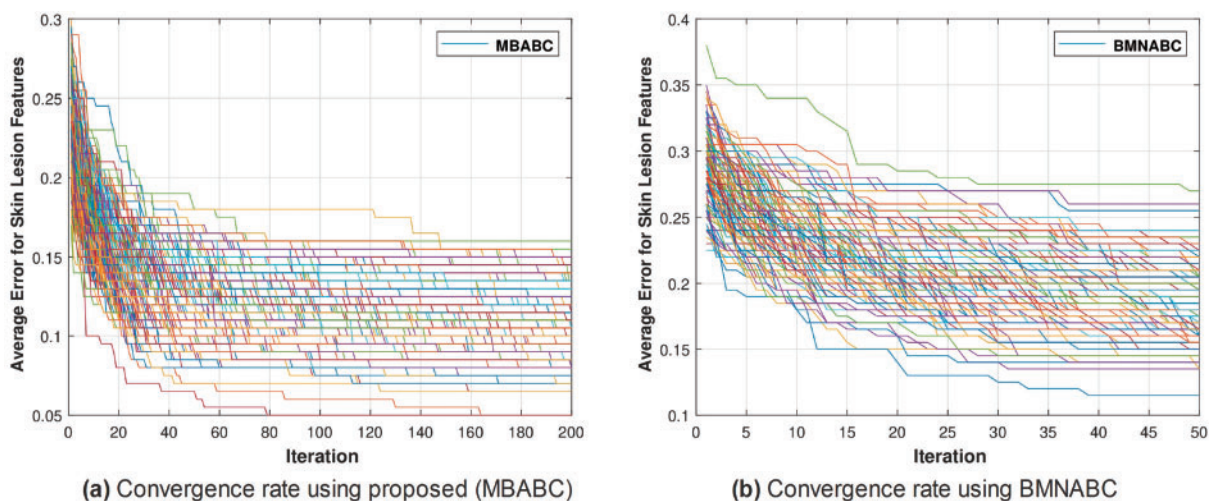 0.3
0.25
0.2
0.15
0.1
0.05
Average Error for Skin Lesion Features
MBABC
0 20 40 60 80 100 120 140 160 180 200
Iteration
(a) Convergence rate using proposed (MBABC)
0.4
0.35
0.3
0.25
0.2
0.15
0.1
Average Error for Skin Lesion Features
BMNABC
0 5 10 15 20 25 30 35 40 45 50
Iteration
(b) Convergence rate using BMNABC